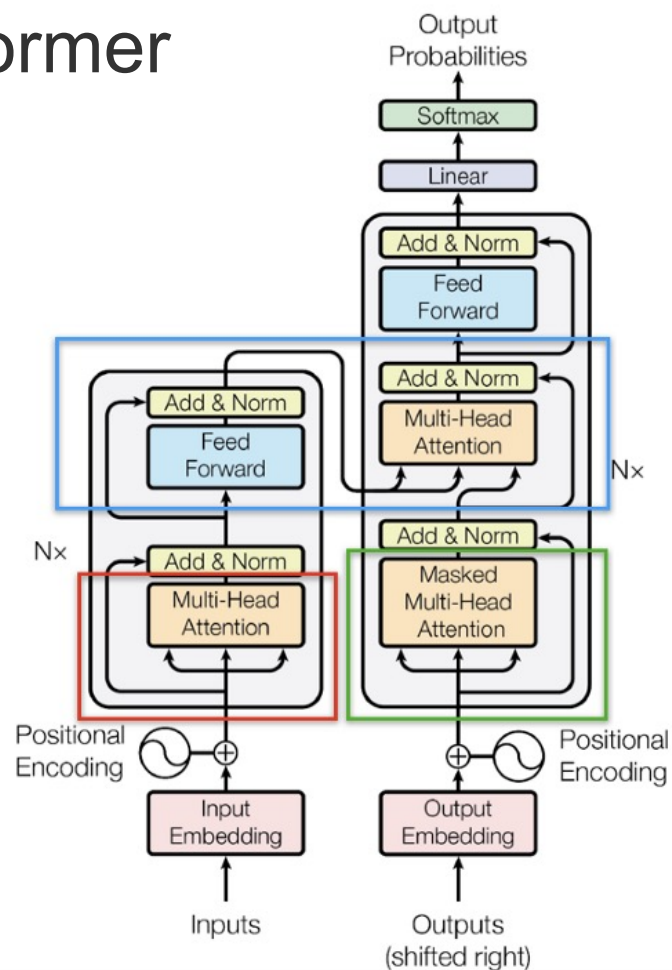 ormer
Output
Probabilities
Softmax
Linear
Add & Norm
Feed
Forward
Add & Norm
Multi-Head
Attention
N×
Add & Norm
Masked
Multi-Head
Attention
Positional
Encoding
Output
Embedding
Outputs
(shifted right)
Add & Norm
Feed
Forward
N×
Add & Norm
Multi-Head
Attention
Positional
Encoding
Input
Embedding
Inputs